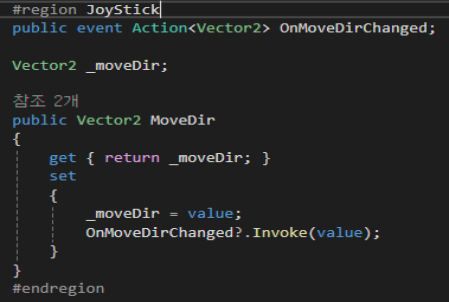 #region JoyStick
public event Action<Vector2> OnMoveDirChanged;
Vector2 _moveDir;
참조 2개
public Vector2 MoveDir
{
get { return _moveDir; }
set
{
_moveDir = value;
OnMoveDirChanged?.Invoke(value);
}
}
#endregion